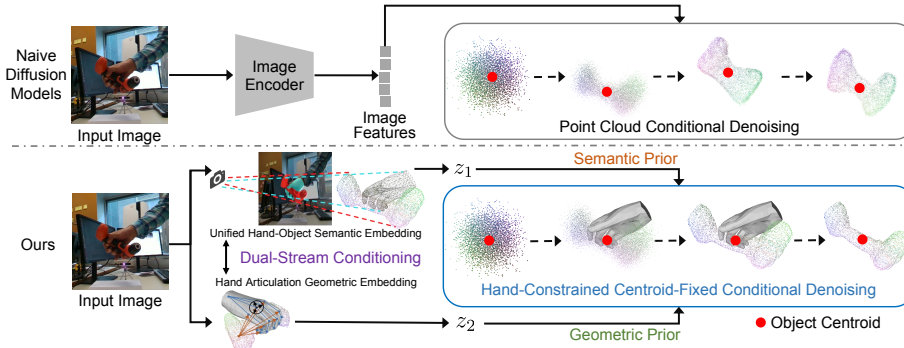 Naive
Diffusion
Models
Input Image
Image
Encoder
Image
Features
Point Cloud Conditional Denoising
Ours
Input Image
Unified Hand-Object Semantic Embedding
Dual-Stream Conditioning
Hand Articulation Geometric Embedding
z1
Semantic Prior
Hand-Constrained Centroid-Fixed Conditional Denoising
z2
Geometric Prior
Object Centroid